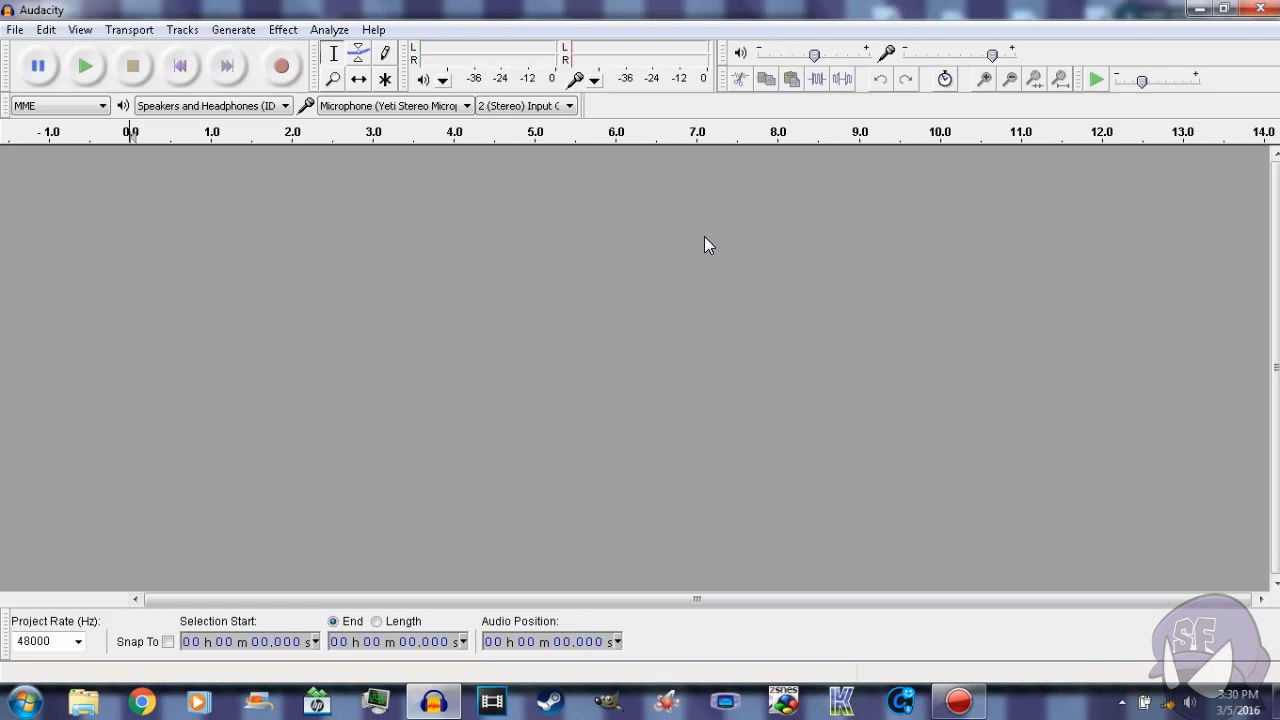 Audacity
File Edit View Transport Tracks Generate Effect Analyze Help
L L
R R
-36 -24 -12 0 -36 -24 -12 0
MME Speakers and Headphones (ID Microphone (Yeti Stereo Micro 2 (Stereo) Input C
- 1.0 0.0 1.0 2.0 3.0 4.0 5.0 6.0 7.0 8.0 9.0 10.0 11.0 12.0 13.0 14.0
Project Rate (Hz): Selection Start: End Length Audio Position:
48000 Snap To 00 h 00 m 00.000 s 00 h 00 m 00.000 s 00 h 00 m 00.000 s
SF
hp
zsnes
K
3:30 PM
3/5/2016